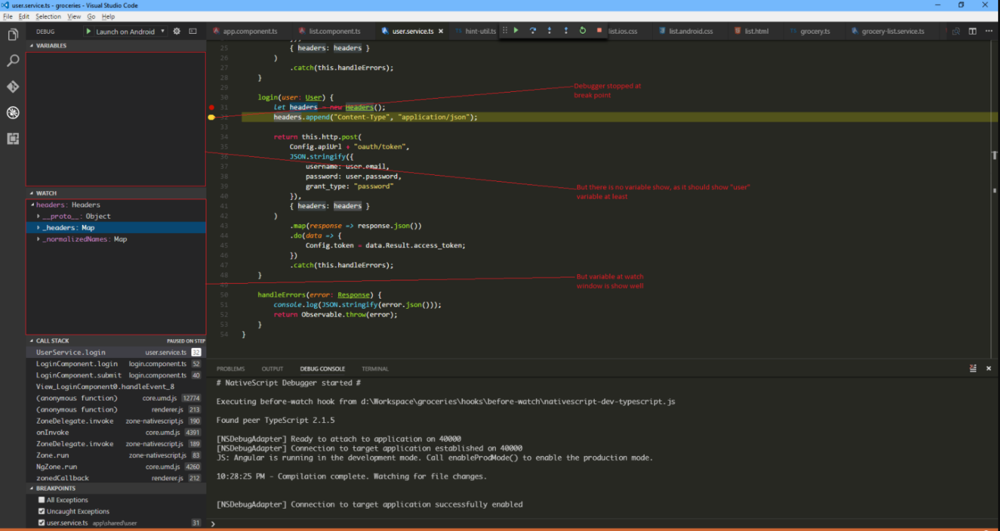 user.service.ts - groceries - Visual Studio Code
File Edit Selection View Go Help
DEBUG Launch on Android
app.component.ts list.component.ts user.service.ts × TS hint-util.ts list.ios.css list.android.css list.html TS grocery.ts grocery-list.service.ts
VARIABLES
WATCH
headers: Headers
__proto__: Object
_headers: Map
_normalizedNames: Map
CALL STACK PAUSED ON STEP
UserService.login user.service.ts 32
LoginComponent.login login.component.ts 52
LoginComponent.submit login.component.ts 40
View_LoginComponent0.handleEvent_8
(anonymous function) core.umd.js 12774
(anonymous function) renderer.js 213
ZoneDelegate.invoke zone-nativescript.js 190
onInvoke core.umd.js 4391
ZoneDelegate.invoke zone-nativescript.js 189
Zone.run zone-nativescript.js 83
NgZone.run core.umd.js 4260
zonedCallback renderer.js 212
BREAKPOINTS
All Exceptions
Uncaught Exceptions
user.service.ts app\shared\user 31
25 { headers: headers }
26 )
27 .catch(this.handleErrors);
28 }
29
30 login(user: User) {
31 let headers = new Headers();
32 headers.append("Content-Type", "application/json");
33
34 return this.http.post(
35 Config.apiUrl + "oauth/token",
36 JSON.stringify({
37 username: user.email,
38 password: user.password,
39 grant_type: "password"
40 }),
41 { headers: headers }
42 )
43 .map(response => response.json())
44 .do(data => {
45 Config.token = data.Result.access_token;
46 })
47 .catch(this.handleErrors);
48 }
49
50 handleErrors(error: Response) {
51 console.log(JSON.stringify(error.json()));
52 return Observable.throw(error);
53 }
54 }
Debugger stopped at
break point
But there is no variable show, as it should show "user"
variable at least
But variable at watch
window is show well
PROBLEMS OUTPUT DEBUG CONSOLE TERMINAL
# NativeScript Debugger started #
Executing before-watch hook from d:\Workspace\groceries\hooks\before-watch\nativescript-dev-typescript.js
Found peer TypeScript 2.1.5
[NSDebugAdapter] Ready to attach to application on 40000
[NSDebugAdapter] Connection to target application established on 40000
JS: Angular is running in the development mode. Call enableProdMode() to enable the production mode.
10:28:25 PM - Compilation complete. Watching for file changes.
[NSDebugAdapter] Connection to target application successfully enabled